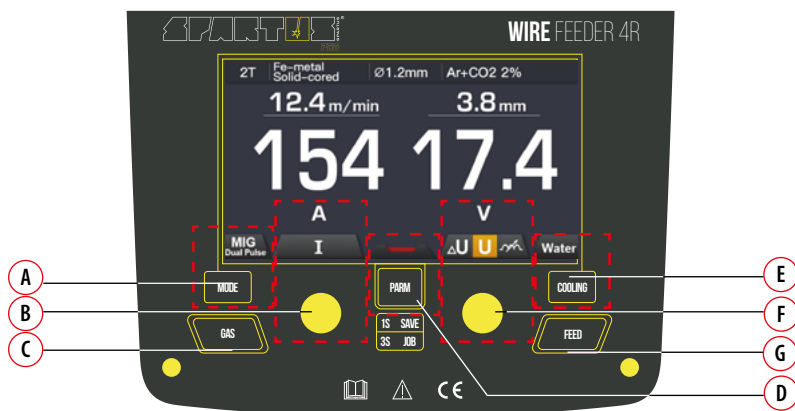 SPARTUS®
PRO
WIRE FEEDER 4R
2T Fe-metal Solid-cored Ø1.2mm Ar+CO2 2%
12.4 m/min 3.8 mm
154 17.4
A V
MIG Dual Pulse I ΔU U Water
MODE PARM COOLING
GAS 1S SAVE FEED
3S JOB
CE
A
B
C
E
F
G
D